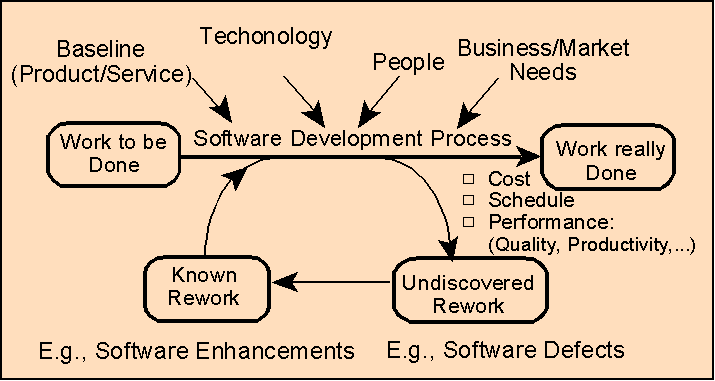 Baseline
(Product/Service)
Techonology
People
Business/Market
Needs
Work to be
Done
Software Development Process
Work really
Done
□ Cost
□ Schedule
□ Performance:
(Quality, Productivity,...)
Known
Rework
Undiscovered
Rework
E.g., Software Enhancements
E.g., Software Defects